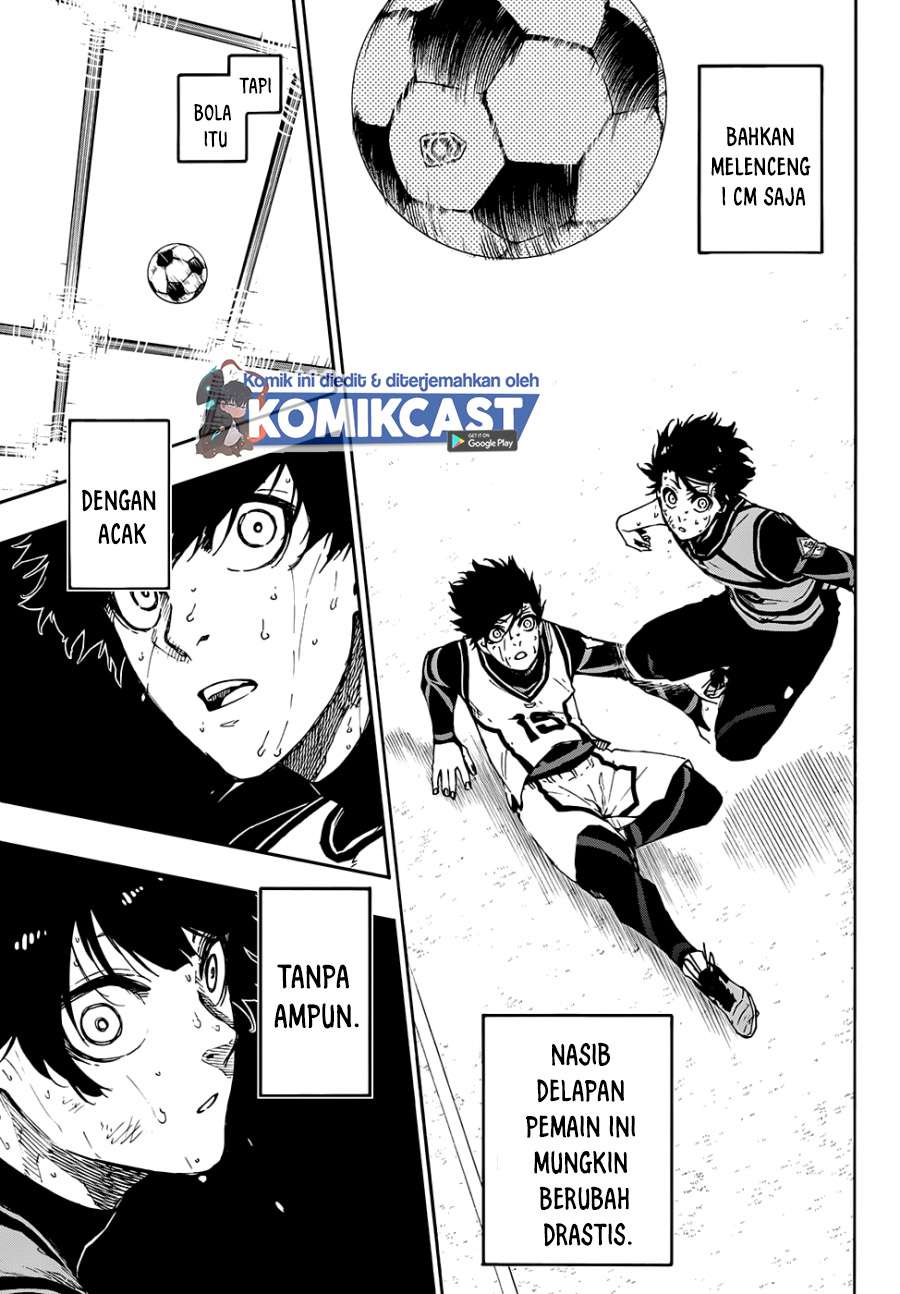 BAHKAN
MELENCENG
1 CM SAJA
NASIB
DELAPAN
PEMAIN INI
MUNGKIN
BERUBAH
DRASTIS.
TAPI
BOLA
ITU
DENGAN
ACAK
TANPA
AMPUN.
Komik ini diedit & diterjemahkan oleh
KOMIKCAST
GET IT ON
Google Play
15